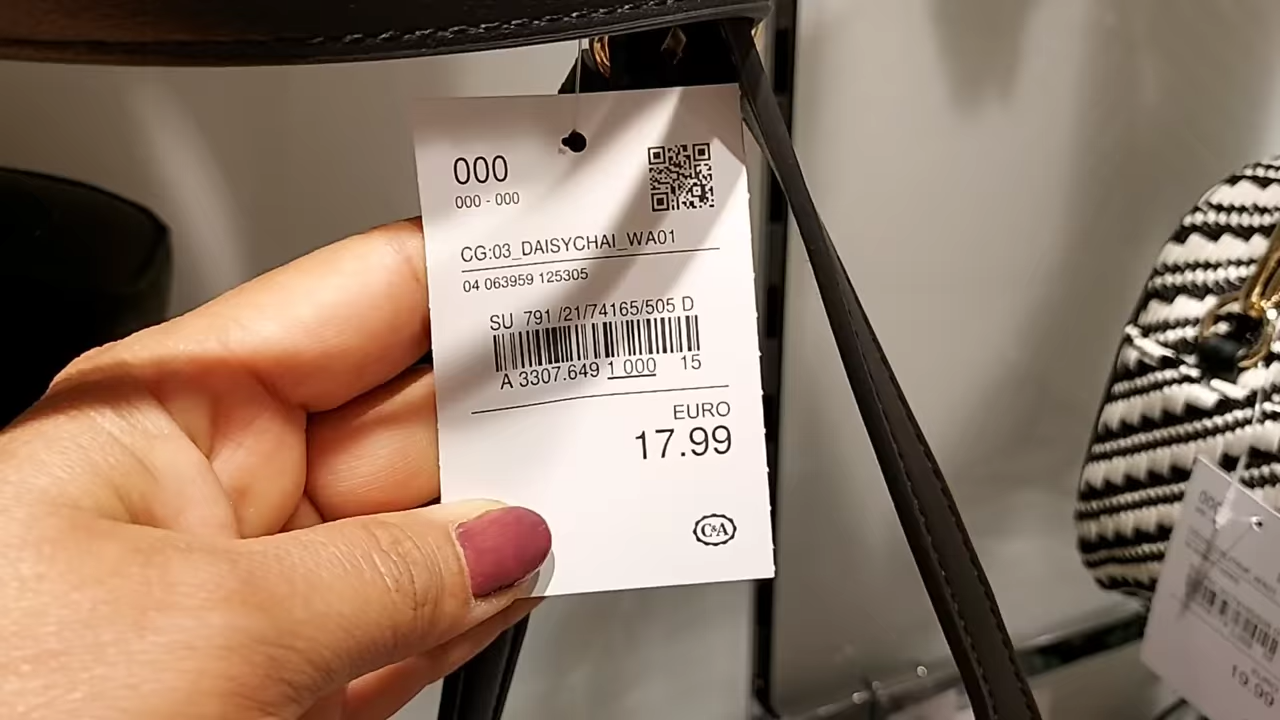 000
000 - 000
CG:03_DAISYCHAI_WA01
04 063959 125305
SU 791 /21/74165/505 D
A 3307.649 1 000 15
EURO
17.99
C&A